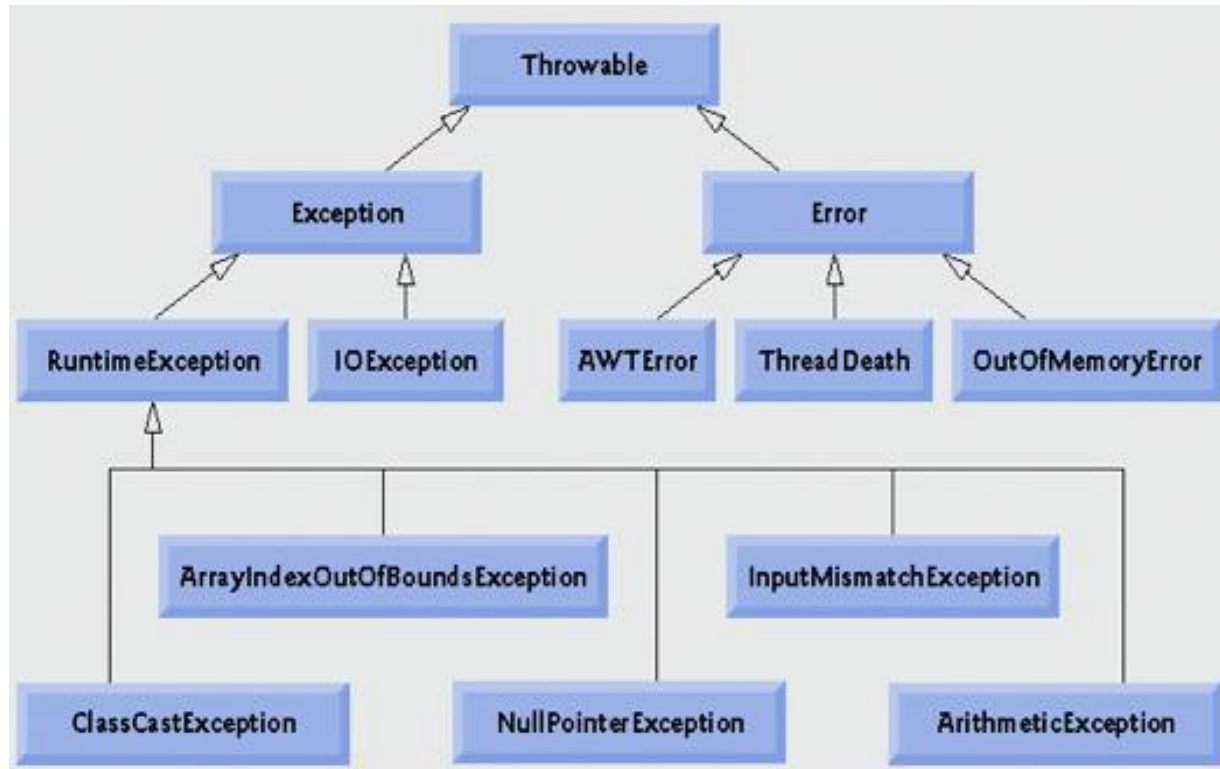 Throwable
Exception
Error
RuntimeException
IOException
AWTError
ThreadDeath
OutOfMemoryError
ArrayIndexOutOfBoundsException
InputMismatchException
ClassCastException
NullPointerException
ArithmeticException